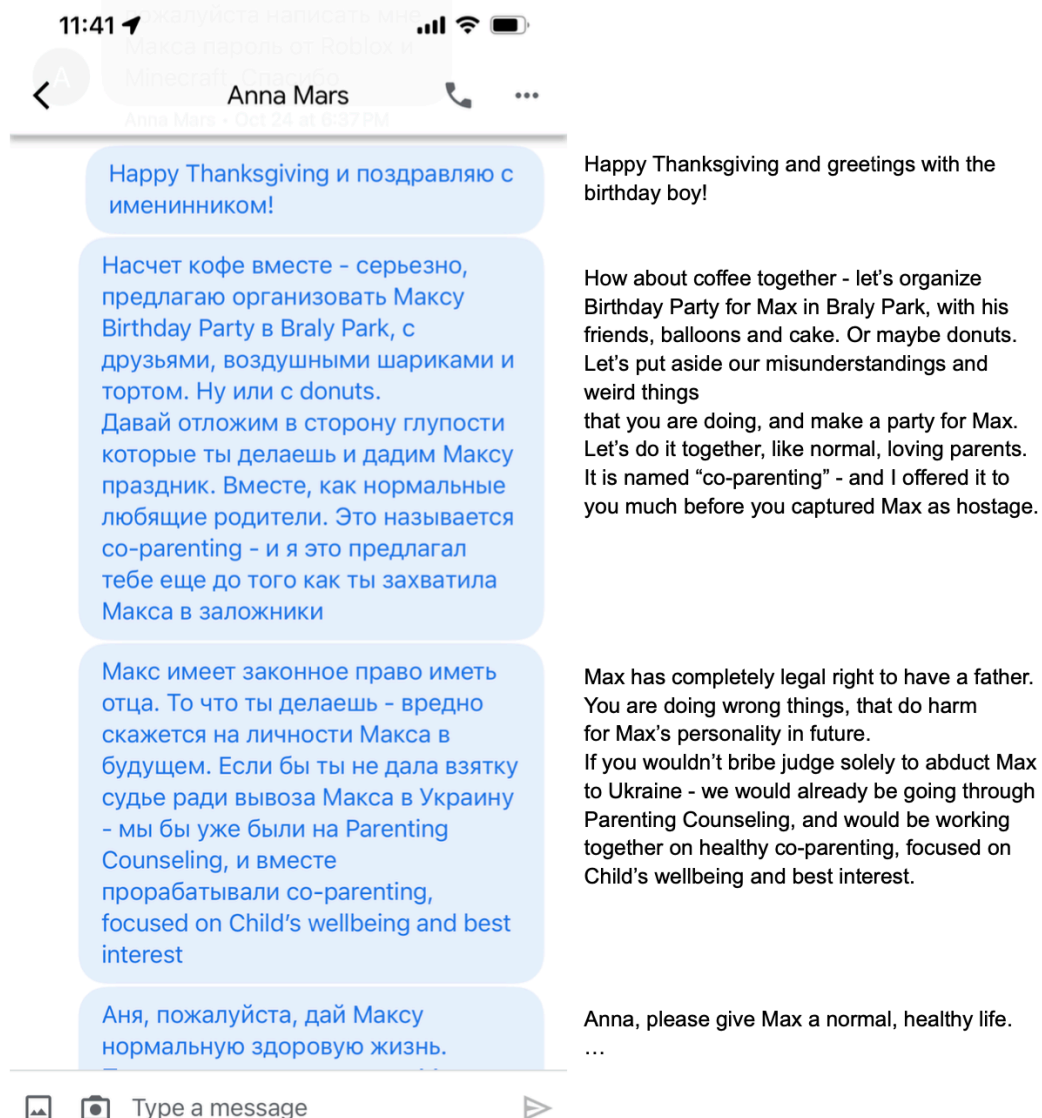 пожалуйста написать мне
11:41
Макса пароль от Roblox и
A
Minecraft. Спасибо
Anna Mars
Anna Mars • Oct 24 at 6:37 PM
Happy Thanksgiving и поздравляю с
именинником!
Happy Thanksgiving and greetings with the
birthday boy!
Насчет кофе вместе - серьезно,
предлагаю организовать Максу
Birthday Party в Braly Park, с
друзьями, воздушными шариками и
тортом. Ну или с donuts.
Давай отложим в сторону глупости
которые ты делаешь и дадим Максу
праздник. Вместе, как нормальные
любящие родители. Это называется
co-parenting - и я это предлагал
тебе еще до того как ты захватила
Макса в заложники
How about coffee together - let’s organize
Birthday Party for Max in Braly Park, with his
friends, balloons and cake. Or maybe donuts.
Let’s put aside our misunderstandings and
weird things
that you are doing, and make a party for Max.
Let’s do it together, like normal, loving parents.
It is named “co-parenting” - and I offered it to
you much before you captured Max as hostage.
Макс имеет законное право иметь
отца. То что ты делаешь - вредно
скажется на личности Макса в
будущем. Если бы ты не дала взятку
судье ради вывоза Макса в Украину
- мы бы уже были на Parenting
Counseling, и вместе
прорабатывали co-parenting,
focused on Child’s wellbeing and best
interest
Max has completely legal right to have a father.
You are doing wrong things, that do harm
for Max’s personality in future.
If you wouldn’t bribe judge solely to abduct Max
to Ukraine - we would already be going through
Parenting Counseling, and would be working
together on healthy co-parenting, focused on
Child’s wellbeing and best interest.
Аня, пожалуйста, дай Максу
нормальную здоровую жизнь.
Anna, please give Max a normal, healthy life.
…
Type a message